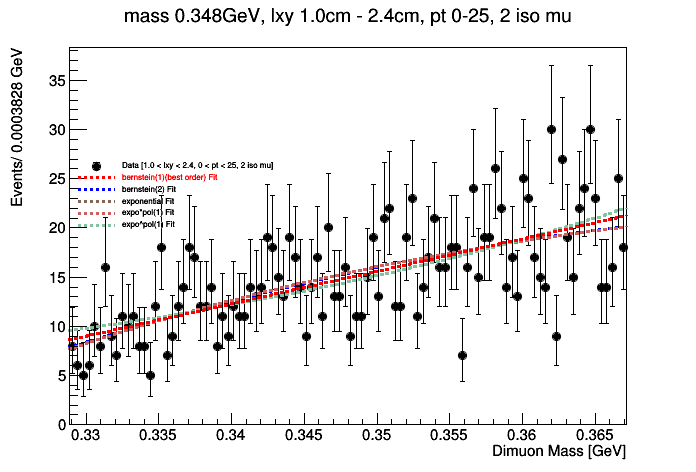 mass 0.348GeV, lxy 1.0cm - 2.4cm, pt 0-25, 2 iso mu
Events/ 0.0003828 GeV
35
30
25
20
15
10
5
0
Data [1.0 < lxy < 2.4, 0 < pt < 25, 2 iso mu]
bernstein(1)(best order) Fit
bernstein(2) Fit
exponential Fit
expo*pol(1) Fit
expo*pol(1) Fit
0.33 0.335 0.34 0.345 0.35 0.355 0.36 0.365
Dimuon Mass [GeV]